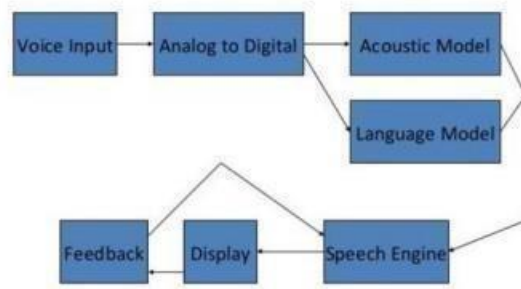 Voice Input
Analog to Digital
Acoustic Model
Language Model
Feedback
Display
Speech Engine